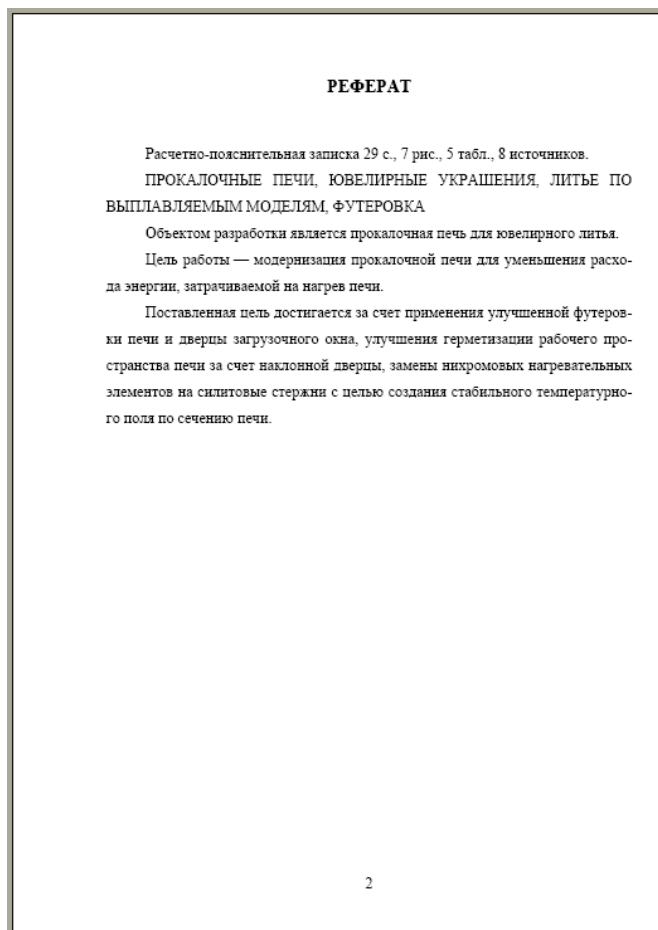 РЕФЕРАТ
Расчетно-пояснительная записка 29 с., 7 рис., 5 табл., 8 источников.
ПРОКАЛОЧНЫЕ ПЕЧИ, ЮВЕЛИРНЫЕ УКРАШЕНИЯ, ЛИТЬЕ ПО
ВЫПЛАВЛЯЕМЫМ МОДЕЛЯМ, ФУТЕРОВКА
Объектом разработки является прокалочная печь для ювелирного литья.
Цель работы — модернизация прокалочной печи для уменьшения расхо-
да энергии, затрачиваемой на нагрев печи.
Поставленная цель достигается за счет применения улучшенной футеров-
ки печи и дверцы загрузочного окна, улучшения герметизации рабочего про-
странства печи за счет наклонной дверцы, замены нихромовых нагревательных
элементов на силитовые стержни с целью создания стабильного температурно-
го поля по сечению печи.
2